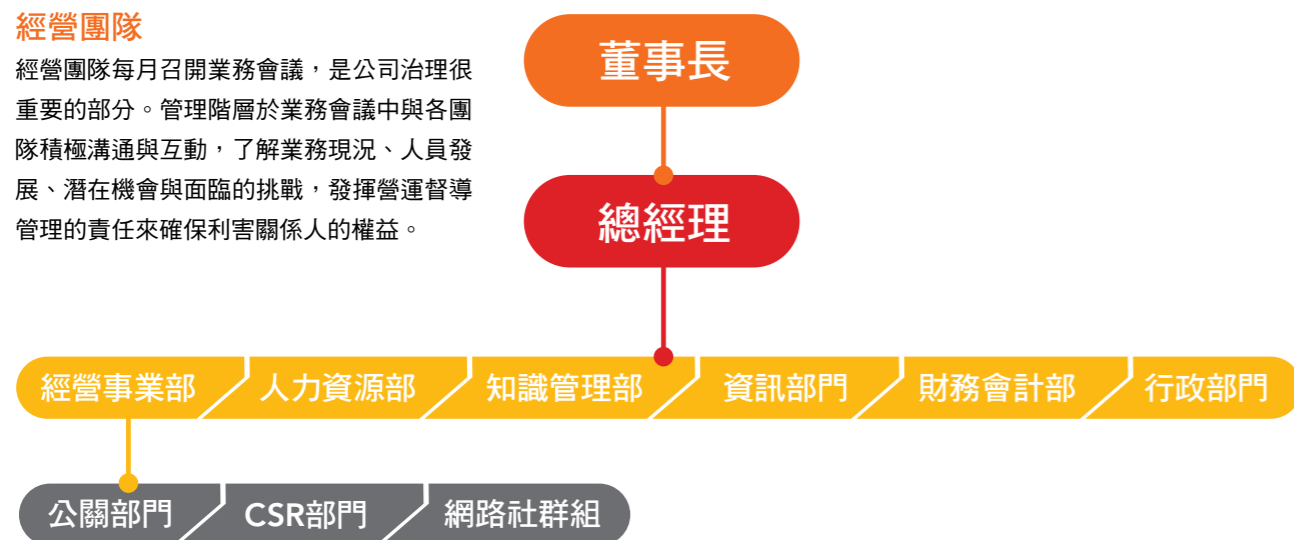 經營團隊
經營團隊每月召開業務會議，是公司治理很
重要的部分。管理階層於業務會議中與各團
隊積極溝通與互動，了解業務現況、人員發
展、潛在機會與面臨的挑戰，發揮營運督導
管理的責任來確保利害關係人的權益。
董事長
總經理
經營事業部 人力資源部 知識管理部 資訊部門 財務會計部 行政部門
公關部門 CSR部門 網路社群組